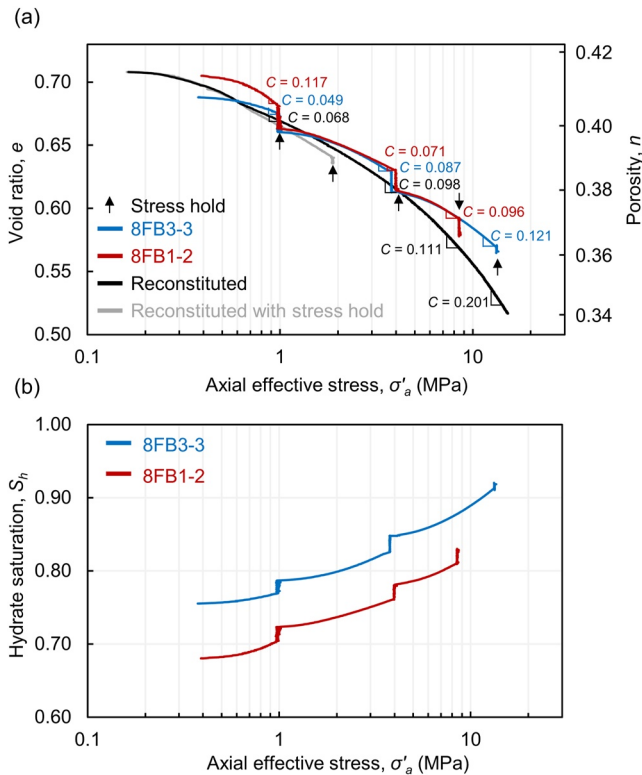 (a)
0.70
0.65
0.60
0.55
0.50
Void ratio, e
0.42
0.40
0.38
0.36
0.34
Porosity, n
C = 0.117
C = 0.049
C = 0.068
C = 0.071
C = 0.087
C = 0.098
C = 0.096
C = 0.121
C = 0.111
C = 0.201
Stress hold
8FB3-3
8FB1-2
Reconstituted
Reconstituted with stress hold
0.1
1
10
Axial effective stress, σ′a (MPa)
(b)
1.00
0.90
0.80
0.70
0.60
Hydrate saturation, Sh
8FB3-3
8FB1-2
0.1
1
10
Axial effective stress, σ′a (MPa)